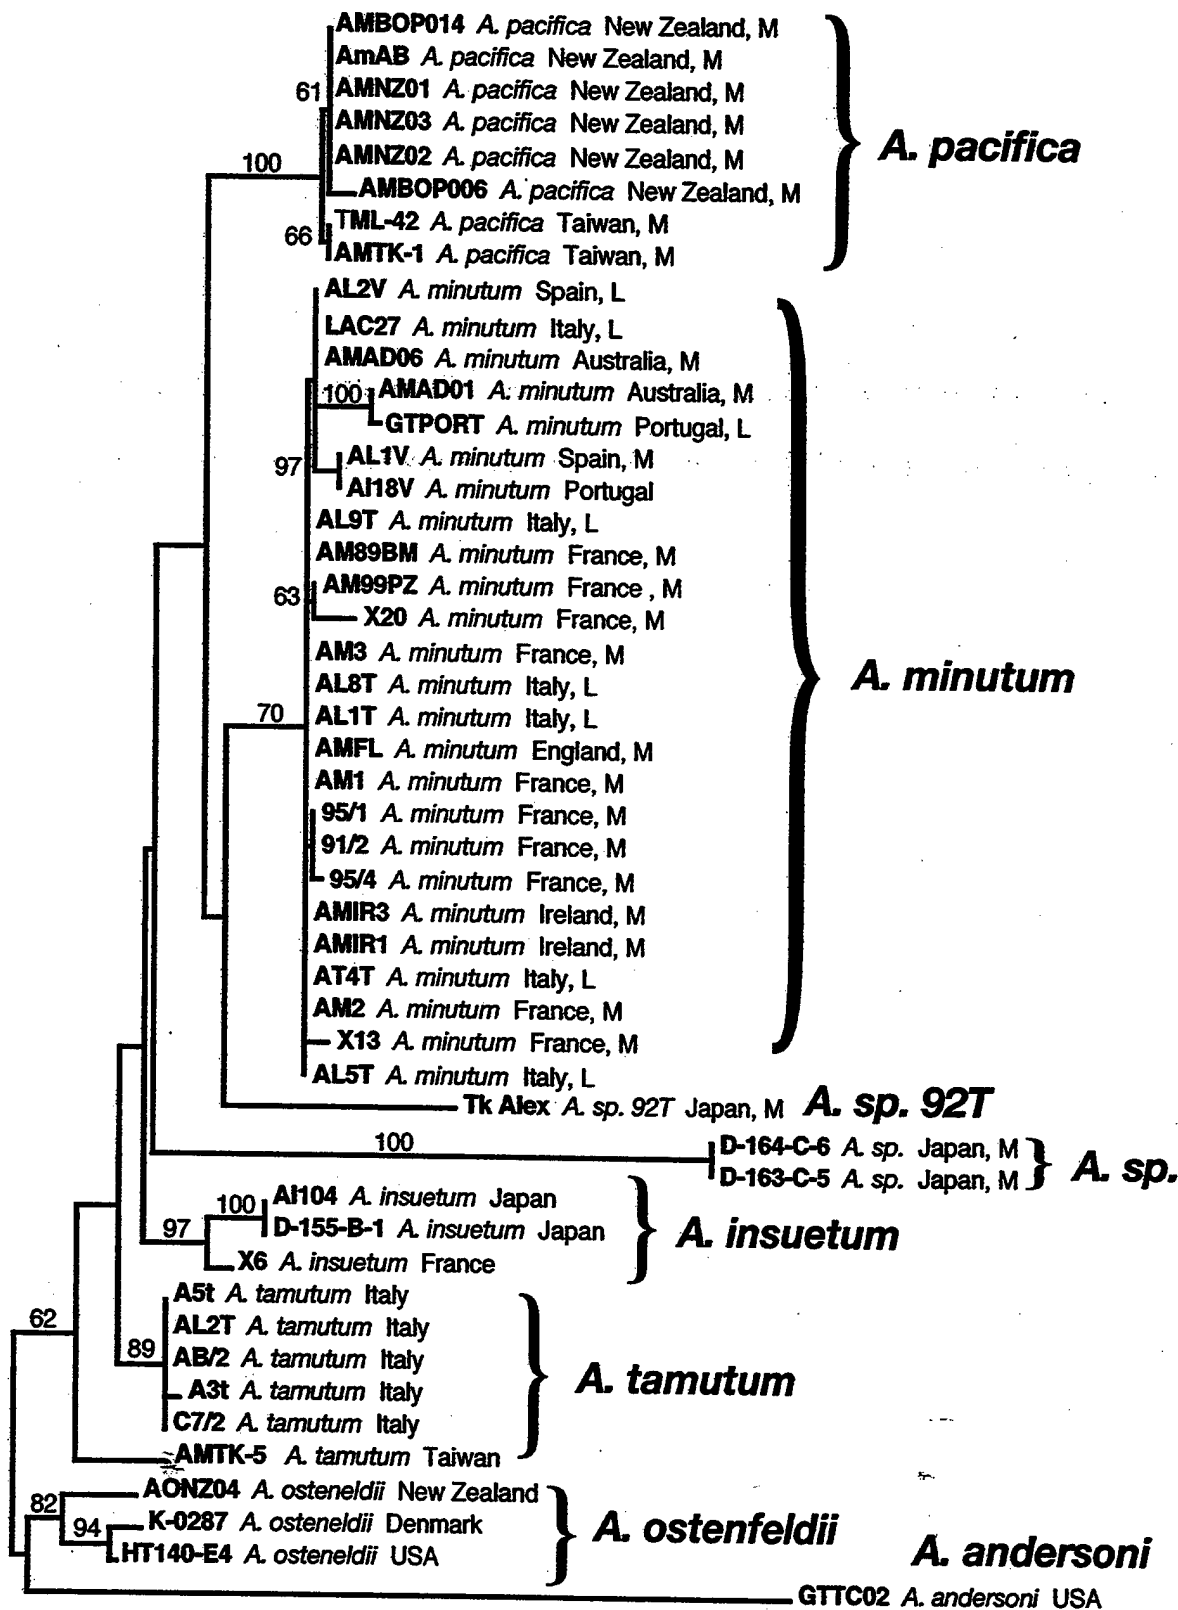 AMBOP014 A. pacifica New Zealand, M
AmAB A. pacifica New Zealand, M
61
AMNZ01 A. pacifica New Zealand, M
AMNZ03 A. pacifica New Zealand, M
A. pacifica
AMNZ02 A. pacifica New Zealand, M
100
AMBOP006 A. pacifica New Zealand, M
TML-42 A. pacifica Taiwan, M
66
AMTK-1 A. pacifica Taiwan, M
AL2V A. minutum Spain, L
LAC27 A. minutum Italy, L
AMAD06 A. minutum Australia, M
100 AMAD01 A. minutum Australia, M
GTPORT A. minutum Portugal, L
97
AL1V A. minutum Spain, M
Al18V A. minutum Portugal
AL9T A. minutum Italy, L
AM89BM A. minutum France, M
63
AM99PZ A. minutum France , M
X20 A. minutum France, M
AM3 A. minutum France, M
A. minutum
AL8T A. minutum Italy, L
70
AL1T A. minutum Italy, L
AMFL A. minutum England, M
AM1 A. minutum France, M
95/1 A. minutum France, M
91/2 A. minutum France, M
95/4 A. minutum France, M
AMIR3 A. minutum Ireland, M
AMIR1 A. minutum Ireland, M
AT4T A. minutum Italy, L
AM2 A. minutum France, M
X13 A. minutum France, M
AL5T A. minutum Italy, L
Tk Alex A. sp. 92T Japan, M A. sp. 92T
100
D-164-C-6 A. sp. Japan, M
A. sp.
D-163-C-5 A. sp. Japan, M
100 Al104 A. insuetum Japan
97
D-155-B-1 A. insuetum Japan
A. insuetum
X6 A. insuetum France
A5t A. tamutum Italy
62
AL2T A. tamutum Italy
89
AB/2 A. tamutum Italy
A. tamutum
A3t A. tamutum Italy
C7/2 A. tamutum Italy
AMTK-5 A. tamutum Taiwan
AONZ04 A. osteneldii New Zealand
82
94 K-0287 A. osteneldii Denmark
A. ostenfeldii
HT140-E4 A. osteneldii USA
A. andersoni
GTTC02 A. andersoni USA